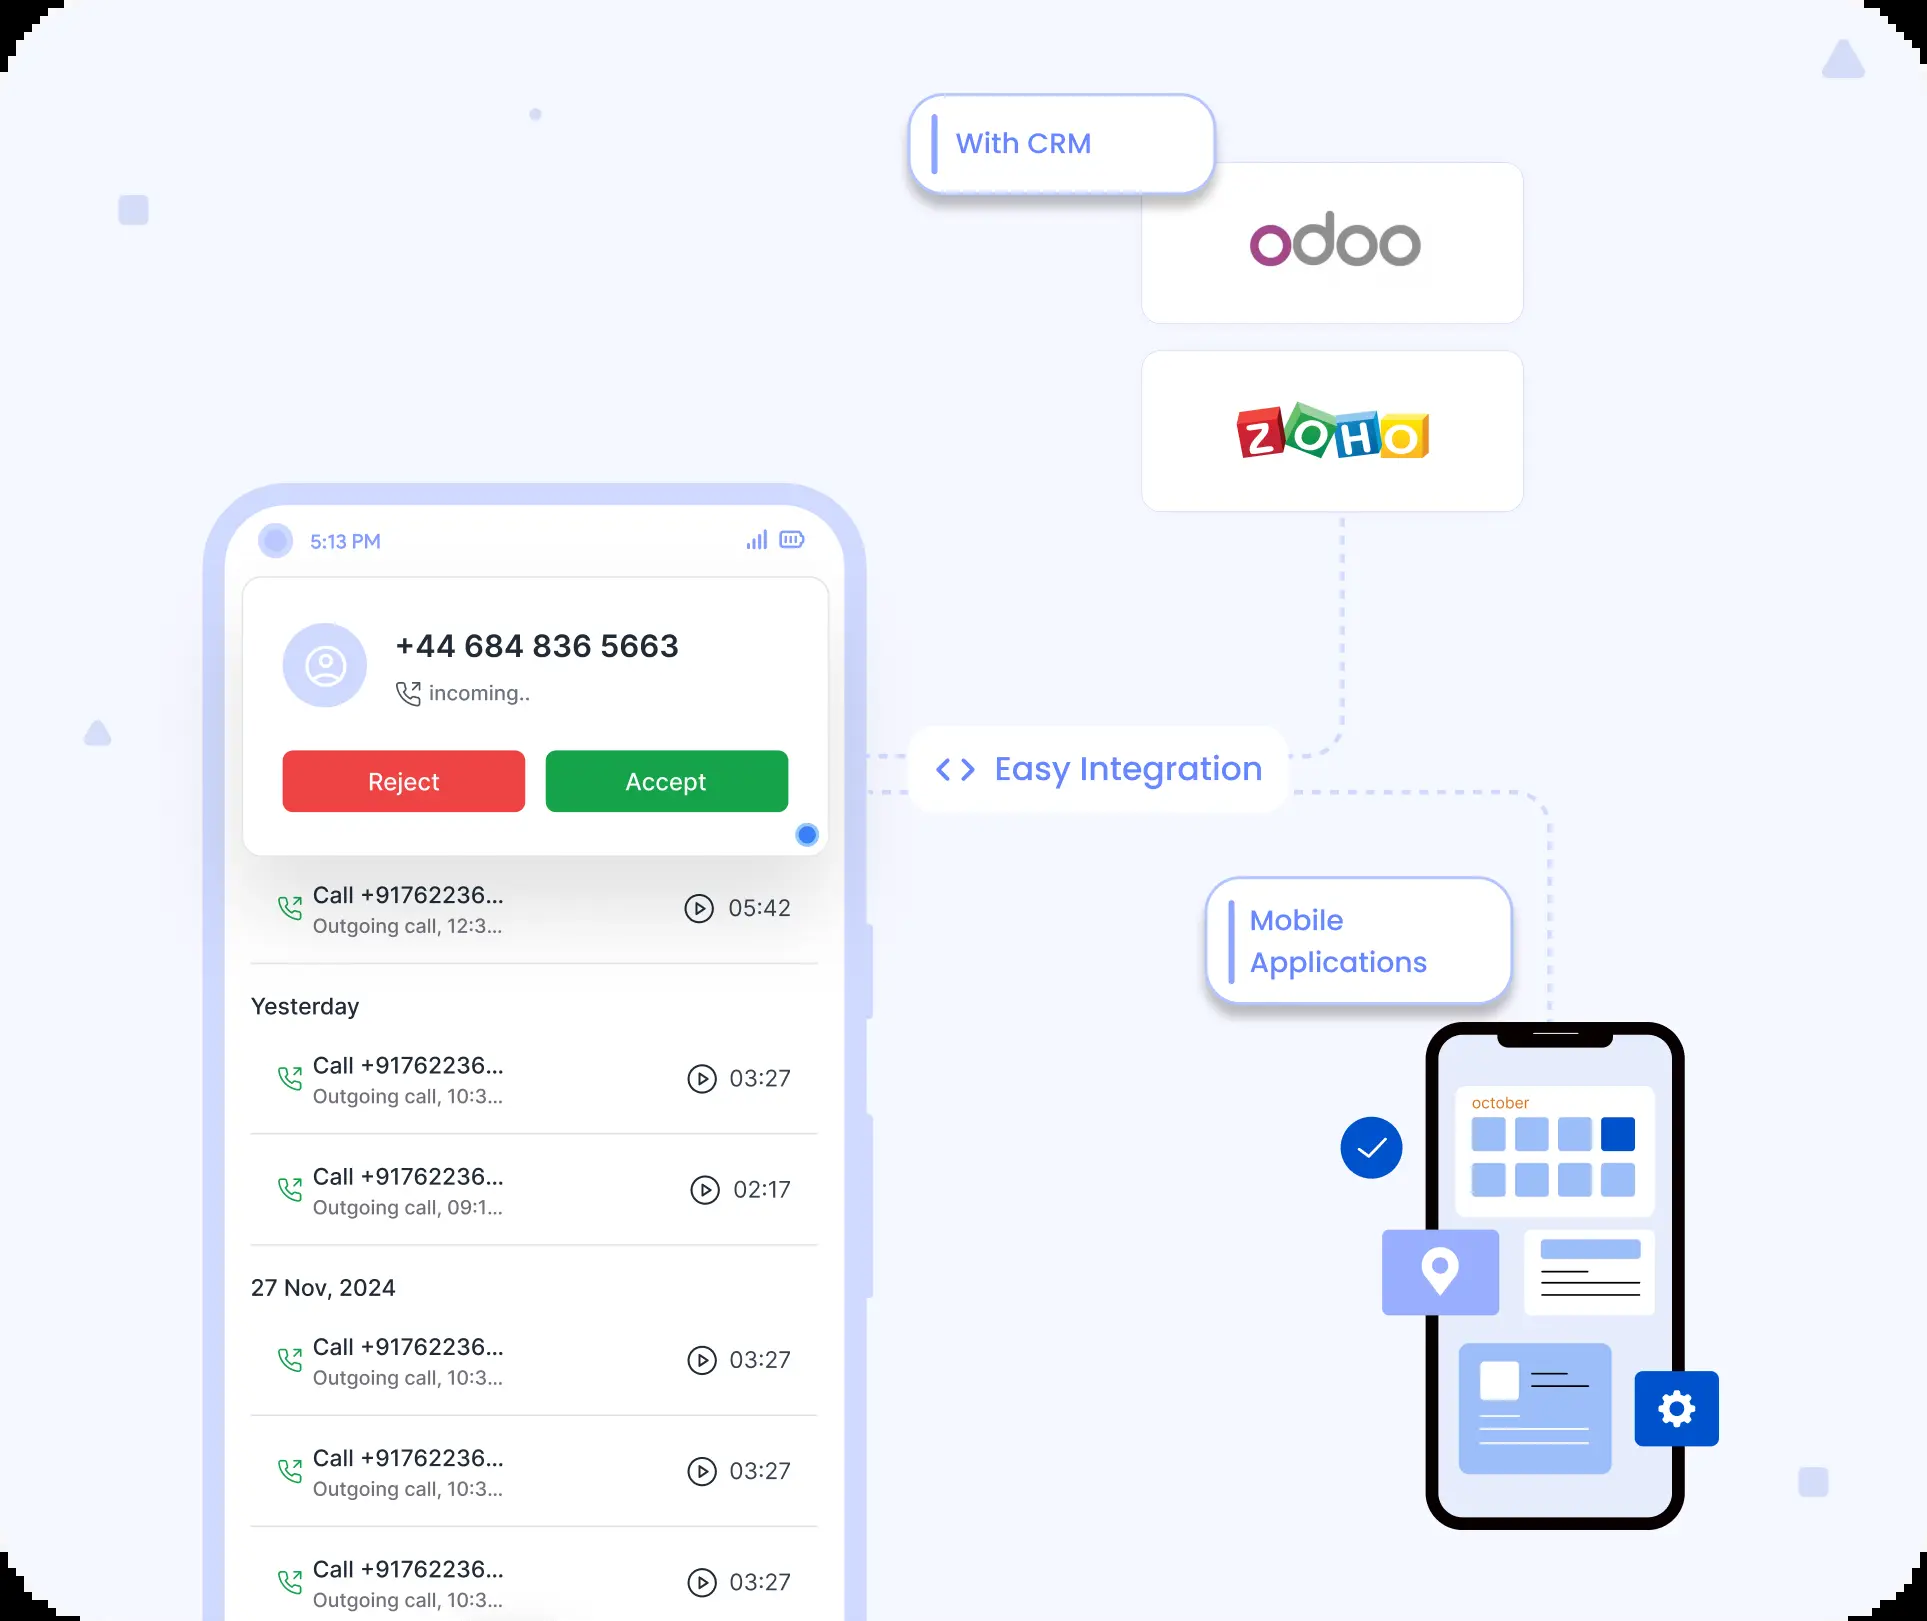 With CRM
odoo
ZOHO
5:13 PM
+44 684 836 5663
incoming..
Reject
Accept
Easy Integration
Call +91762236...
Outgoing call, 12:3...
05:42
Yesterday
Call +91762236...
Outgoing call, 10:3...
03:27
Call +91762236...
Outgoing call, 09:1...
02:17
27 Nov, 2024
Call +91762236...
Outgoing call, 10:3...
03:27
Call +91762236...
Outgoing call, 10:3...
03:27
Call +91762236...
Outgoing call, 10:3...
03:27
Mobile
Applications
october